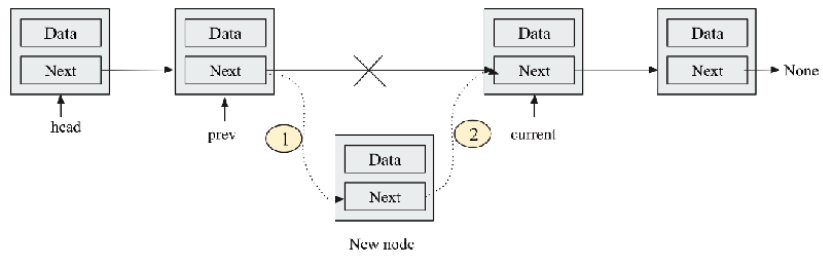 Data
Next
head
Data
Next
prev
1
Data
Next
New node
2
Data
Next
current
Data
Next
None